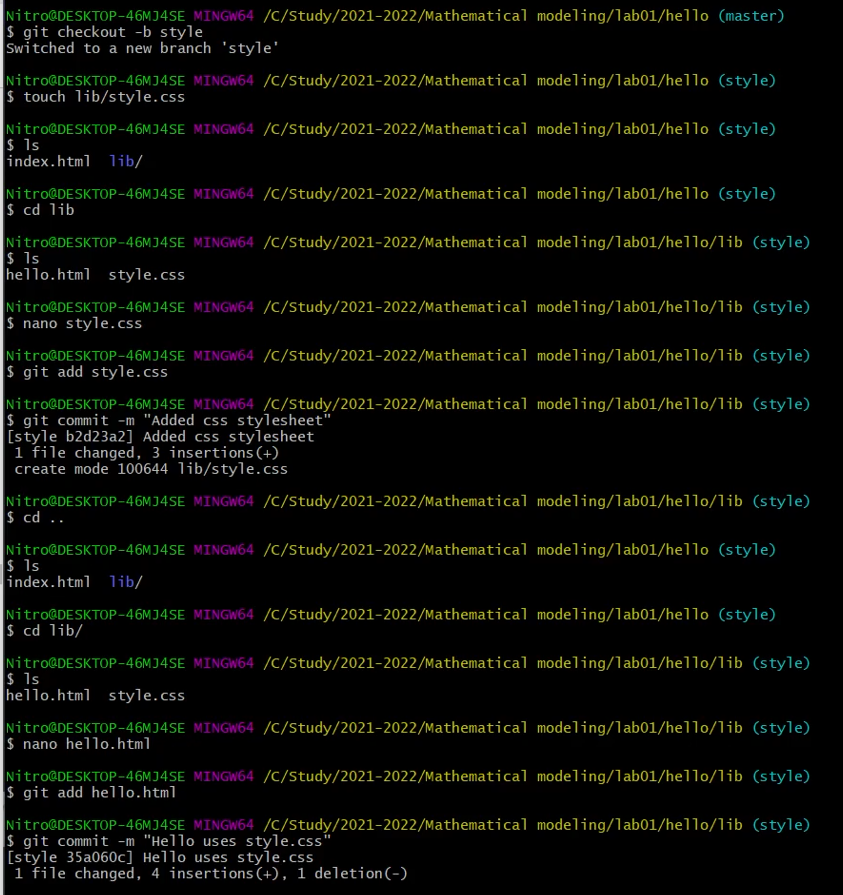 Nitro@DESKTOP-46MJ4SE MINGW64 /C/Study/2021-2022/Mathematical modeling/lab01/hello (master)
$ git checkout -b style
Switched to a new branch 'style'
Nitro@DESKTOP-46MJ4SE MINGW64 /C/Study/2021-2022/Mathematical modeling/lab01/hello (style)
$ touch lib/style.css
Nitro@DESKTOP-46MJ4SE MINGW64 /C/Study/2021-2022/Mathematical modeling/lab01/hello (style)
$ ls
index.html  lib/
Nitro@DESKTOP-46MJ4SE MINGW64 /C/Study/2021-2022/Mathematical modeling/lab01/hello (style)
$ cd lib
Nitro@DESKTOP-46MJ4SE MINGW64 /C/Study/2021-2022/Mathematical modeling/lab01/hello/lib (style)
$ ls
hello.html  style.css
Nitro@DESKTOP-46MJ4SE MINGW64 /C/Study/2021-2022/Mathematical modeling/lab01/hello/lib (style)
$ nano style.css
Nitro@DESKTOP-46MJ4SE MINGW64 /C/Study/2021-2022/Mathematical modeling/lab01/hello/lib (style)
$ git add style.css
Nitro@DESKTOP-46MJ4SE MINGW64 /C/Study/2021-2022/Mathematical modeling/lab01/hello/lib (style)
$ git commit -m "Added css stylesheet"
[style b2d23a2] Added css stylesheet
 1 file changed, 3 insertions(+)
 create mode 100644 lib/style.css
Nitro@DESKTOP-46MJ4SE MINGW64 /C/Study/2021-2022/Mathematical modeling/lab01/hello/lib (style)
$ cd ..
Nitro@DESKTOP-46MJ4SE MINGW64 /C/Study/2021-2022/Mathematical modeling/lab01/hello (style)
$ ls
index.html  lib/
Nitro@DESKTOP-46MJ4SE MINGW64 /C/Study/2021-2022/Mathematical modeling/lab01/hello (style)
$ cd lib/
Nitro@DESKTOP-46MJ4SE MINGW64 /C/Study/2021-2022/Mathematical modeling/lab01/hello/lib (style)
$ ls
hello.html  style.css
Nitro@DESKTOP-46MJ4SE MINGW64 /C/Study/2021-2022/Mathematical modeling/lab01/hello/lib (style)
$ nano hello.html
Nitro@DESKTOP-46MJ4SE MINGW64 /C/Study/2021-2022/Mathematical modeling/lab01/hello/lib (style)
$ git add hello.html
Nitro@DESKTOP-46MJ4SE MINGW64 /C/Study/2021-2022/Mathematical modeling/lab01/hello/lib (style)
$ git commit -m "Hello uses style.css"
[style 35a060c] Hello uses style.css
 1 file changed, 4 insertions(+), 1 deletion(-)